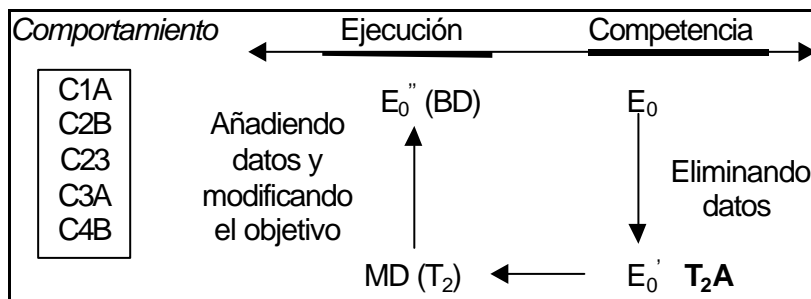 Comportamiento
Ejecución
Competencia
C1A
C2B
C23
C3A
C4B
Añadiendo
datos y
modificando
el objetivo
E₀’’ (BD)
E₀
Eliminando
datos
MD (T₂)
E₀’ T₂A